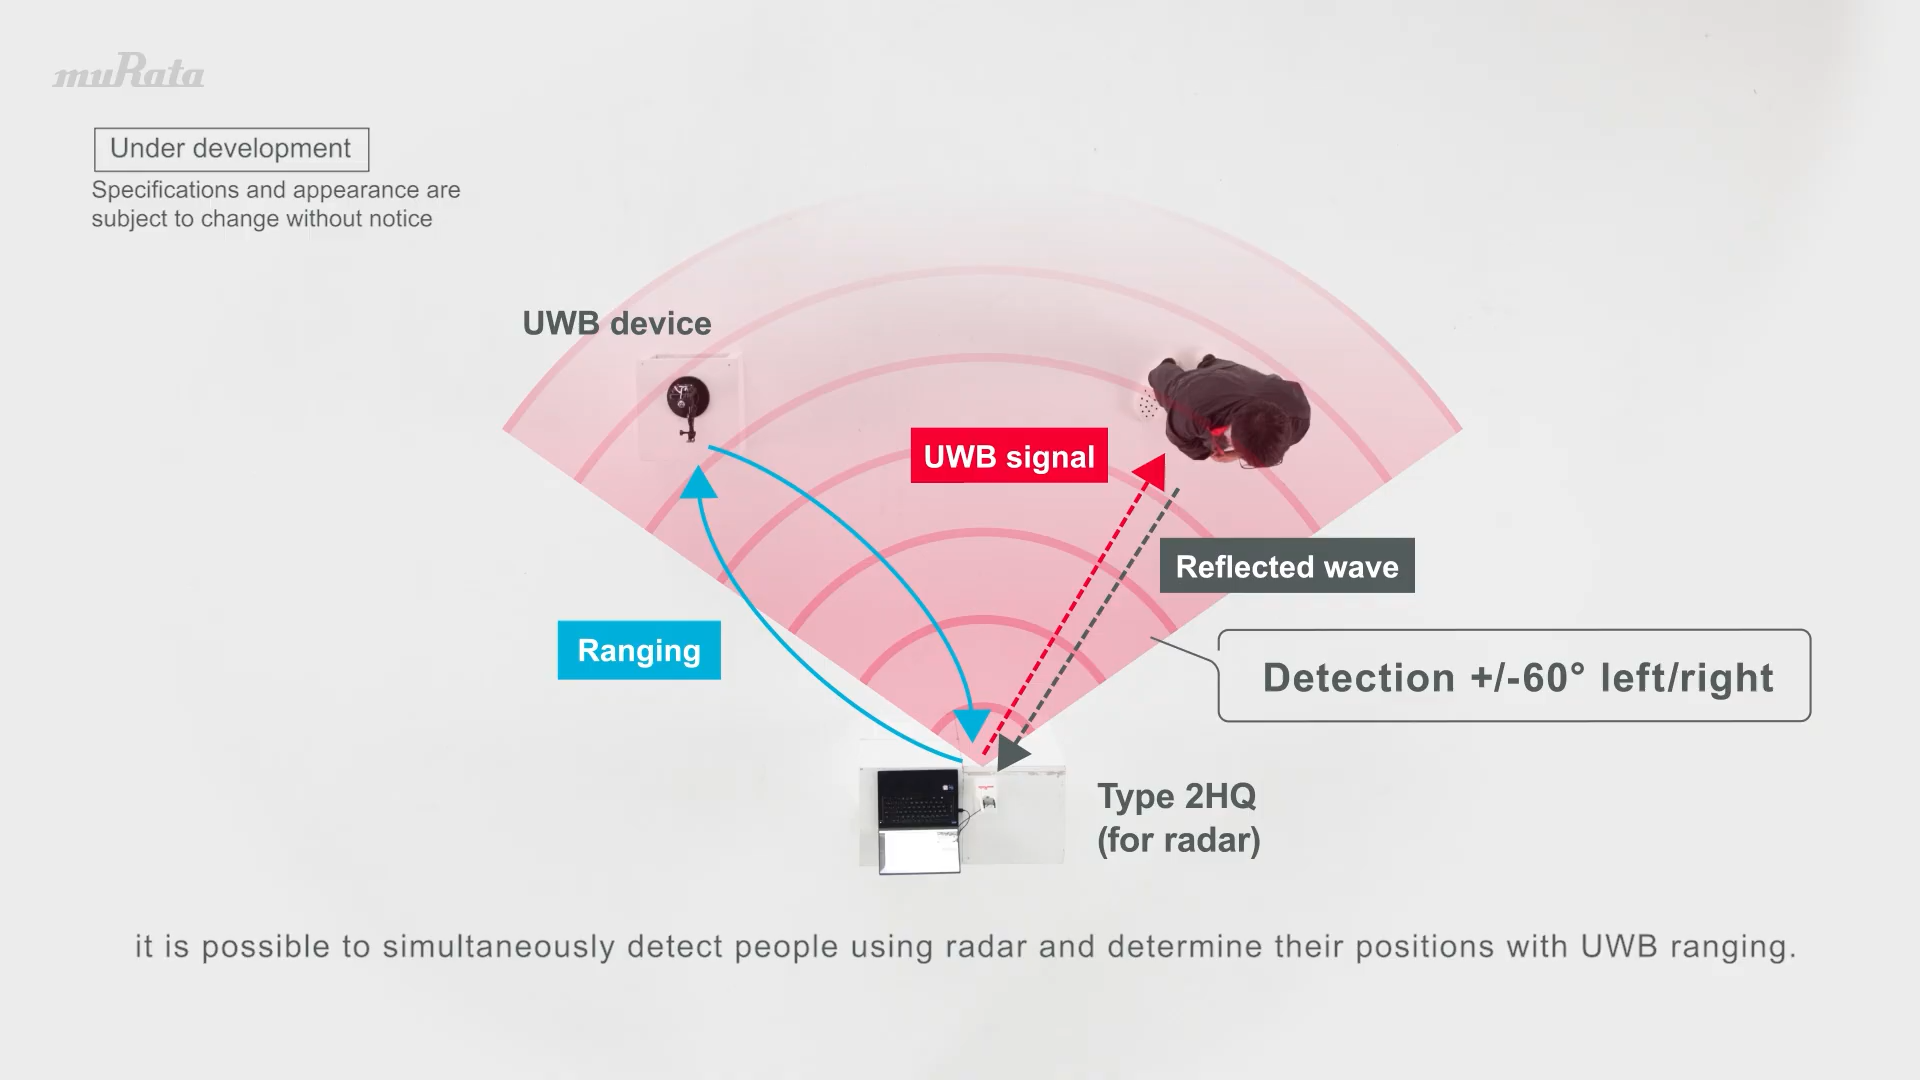 muRata
Under development
Specifications and appearance are
subject to change without notice
UWB device
UWB signal
Reflected wave
Ranging
Detection +/-60° left/right
Type 2HQ
(for radar)
it is possible to simultaneously detect people using radar and determine their positions with UWB ranging.